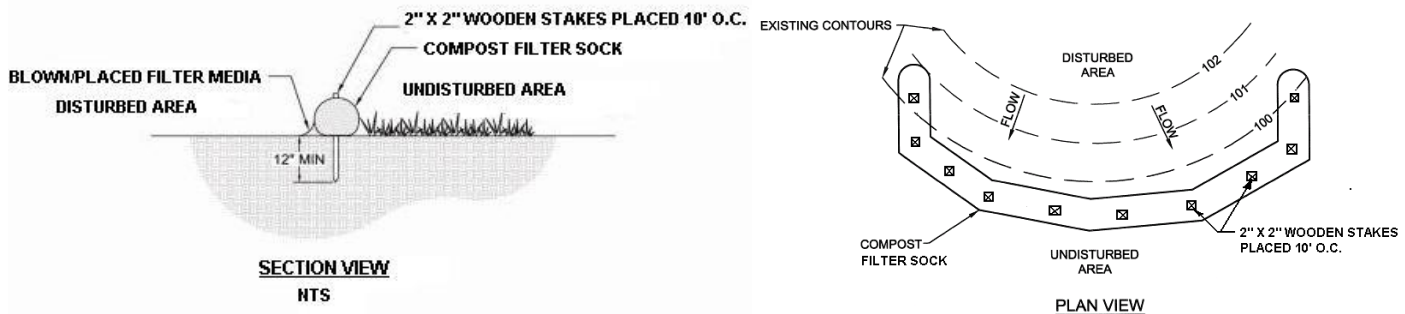 2" X 2" WOODEN STAKES PLACED 10' O.C.
COMPOST FILTER SOCK
BLOWN/PLACED FILTER MEDIA
DISTURBED AREA
UNDISTURBED AREA
12" MIN
SECTION VIEW
NTS
EXISTING CONTOURS
DISTURBED
AREA
102
101
100
FLOW
FLOW
COMPOST
FILTER SOCK
UNDISTURBED
AREA
2" X 2" WOODEN STAKES
PLACED 10' O.C.
PLAN VIEW